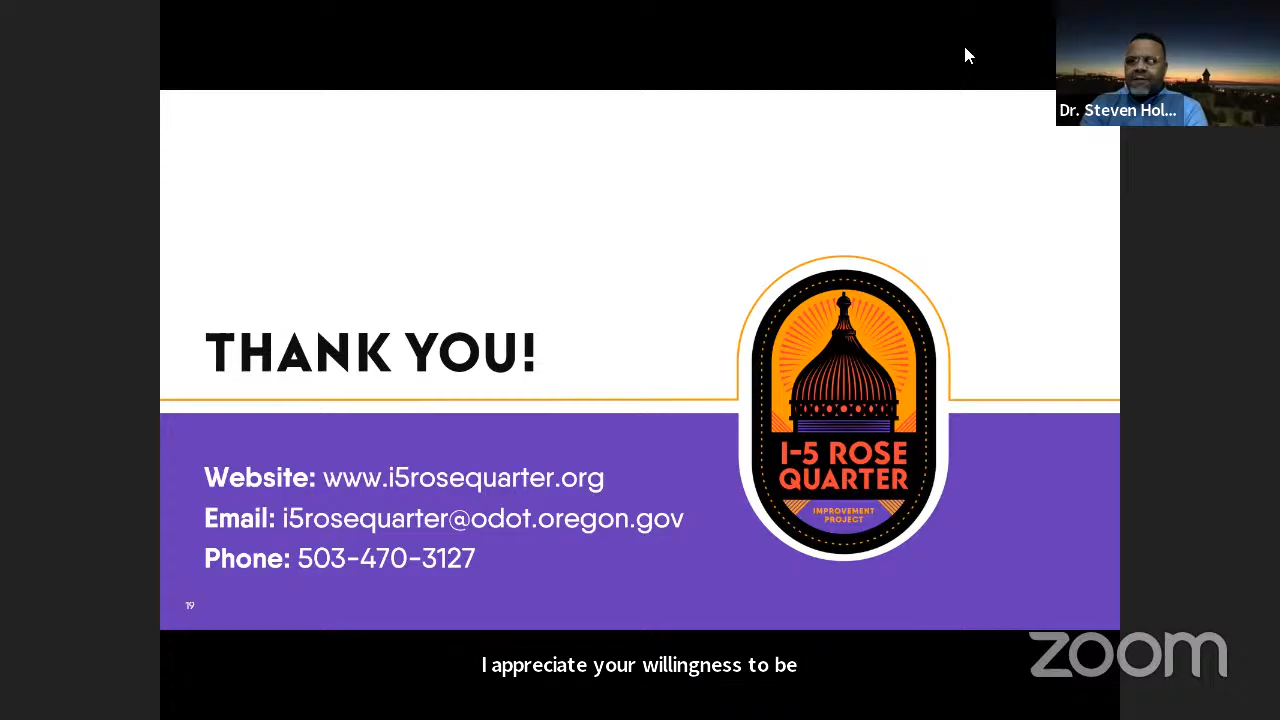 Dr. Steven Hol...
THANK YOU!
I-5 ROSE
QUARTER
IMPROVEMENT
PROJECT
Website: www.i5rosequarter.org
Email: i5rosequarter@odot.oregon.gov
Phone: 503-470-3127
19
I appreciate your willingness to be
zoom